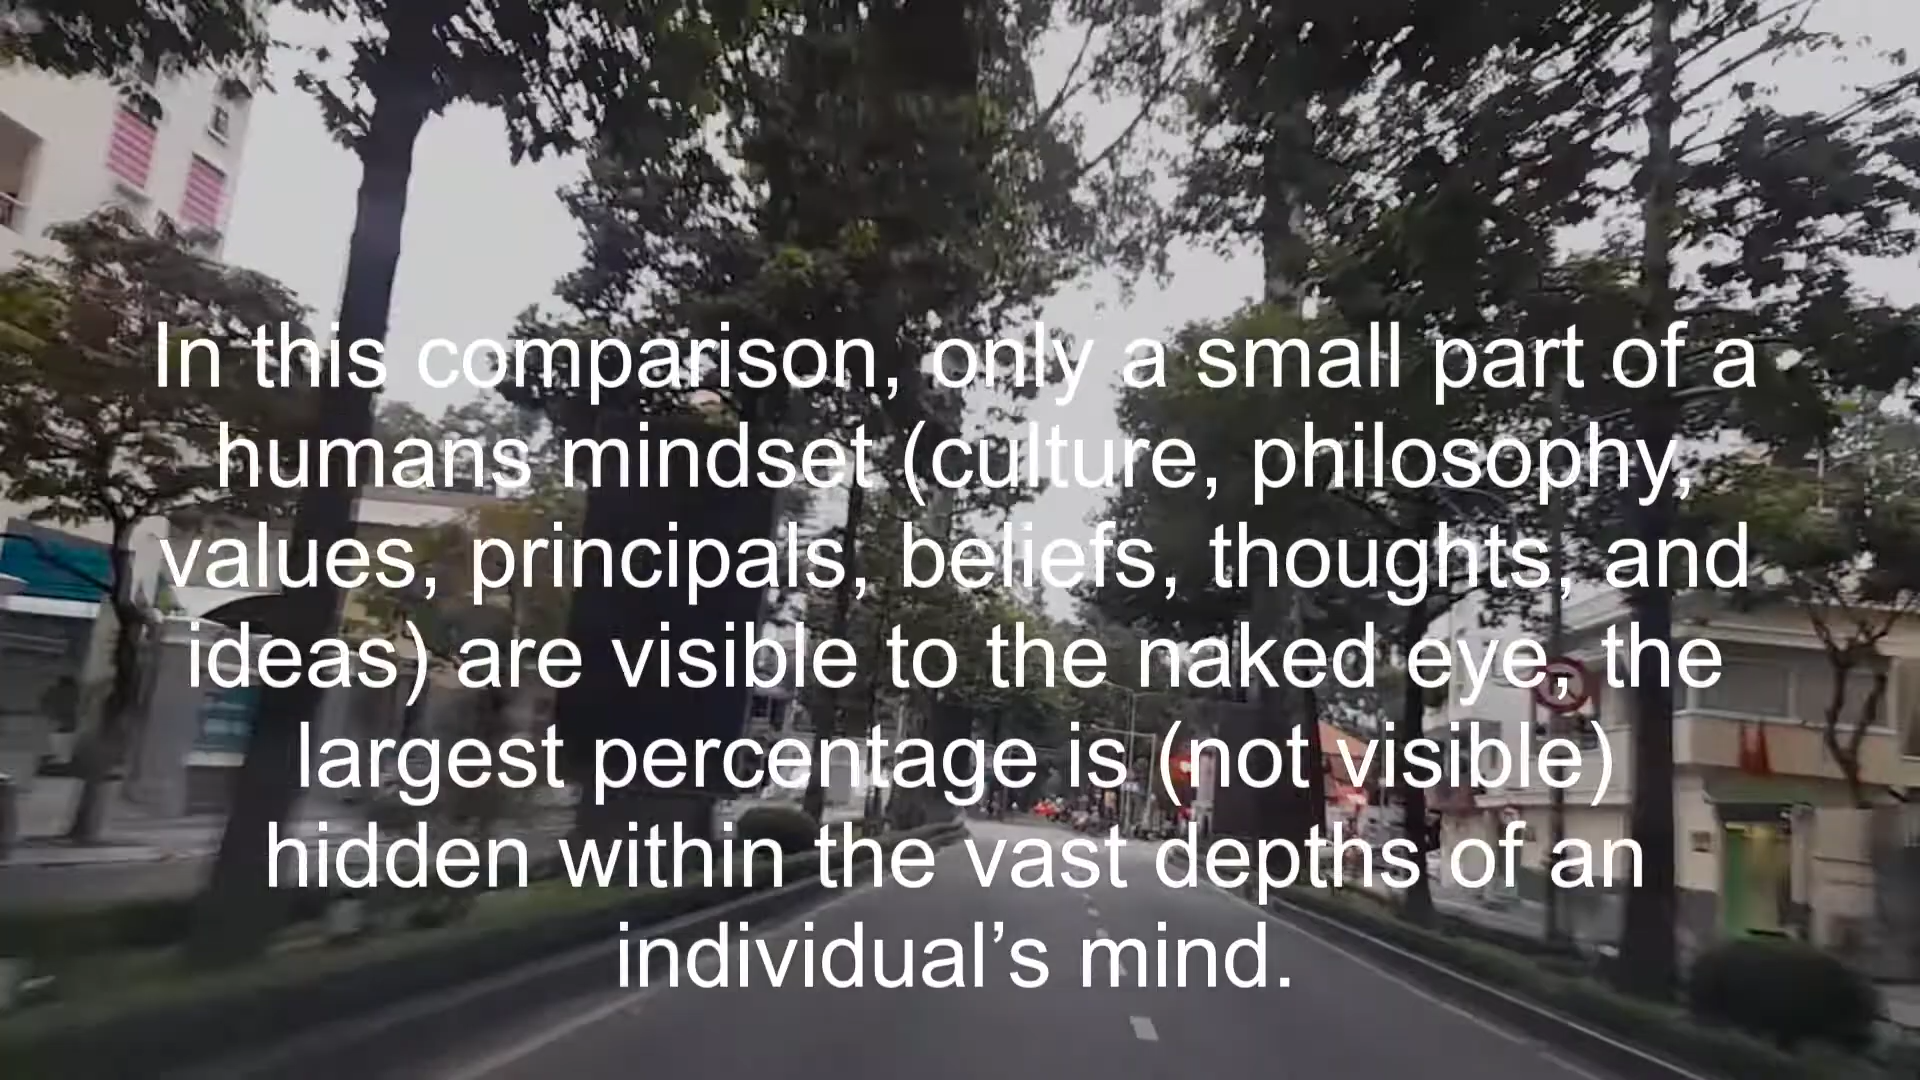 In this comparison, only a small part of a
humans mindset (culture, philosophy,
values, principals, beliefs, thoughts, and
ideas) are visible to the naked eye, the
largest percentage is (not visible)
hidden within the vast depths of an
individual’s mind.